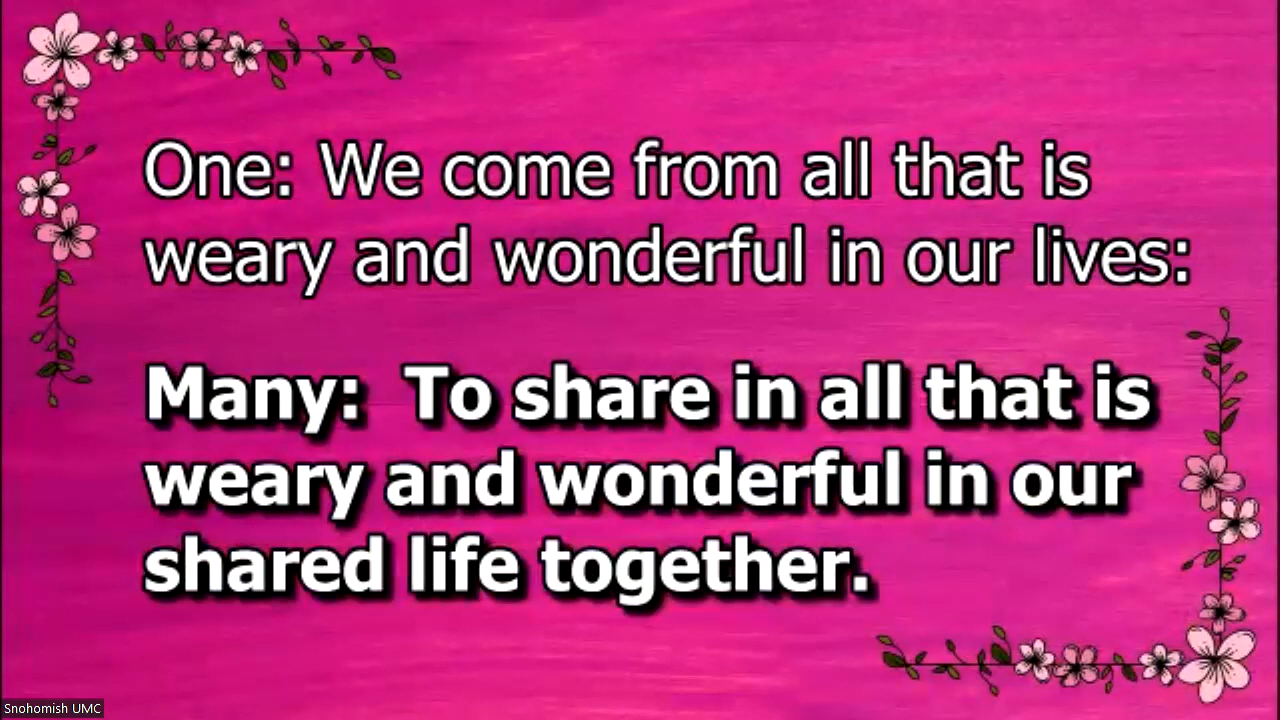 One: We come from all that is
weary and wonderful in our lives:
Many: To share in all that is
weary and wonderful in our
shared life together.
Snohomish UMC